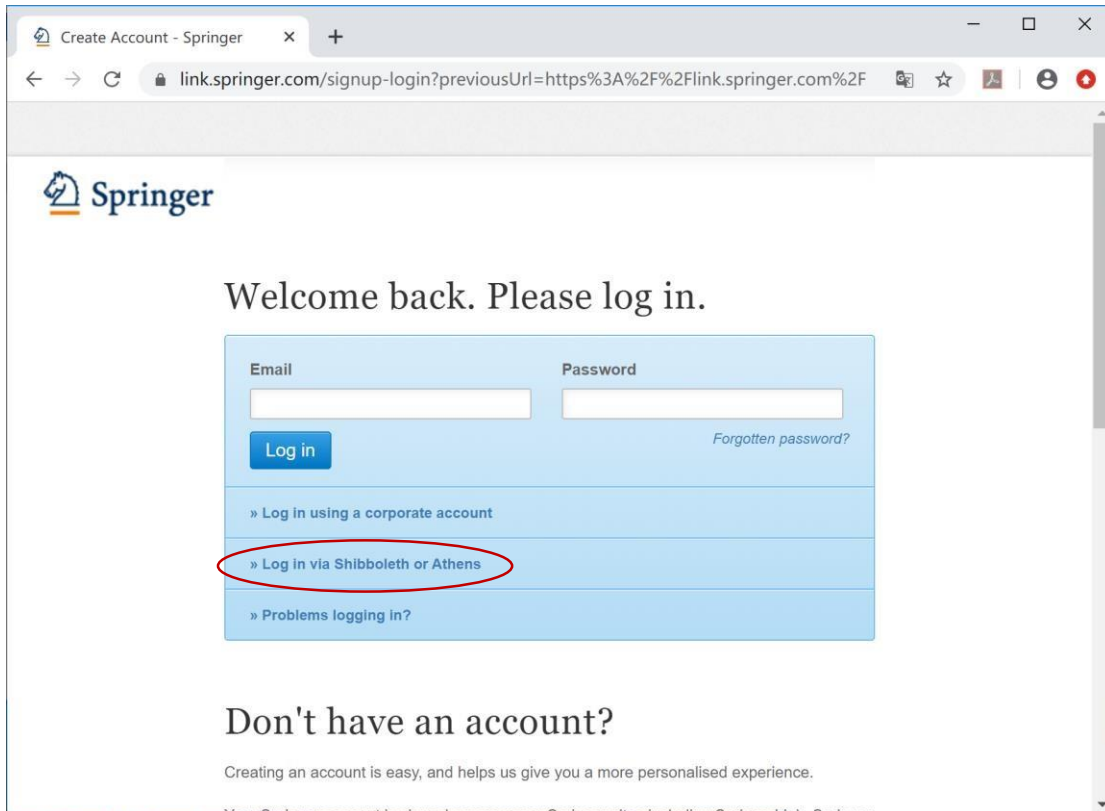 Create Account - Springer
link.springer.com/signup-login?previousUrl=https%3A%2F%2Flink.springer.com%2F
Springer
Welcome back. Please log in.
Email Password
Forgotten password?
Log in
» Log in using a corporate account
» Log in via Shibboleth or Athens
» Problems logging in?
Don't have an account?
Creating an account is easy, and helps us give you a more personalised experience.